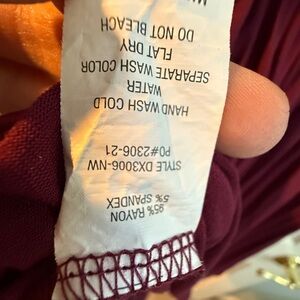 95% RAYON
5% SPANDEX
STYLE DX3006-NW
PO#2306-21
HAND WASH COLD
WATER
SEPARATE WASH COLOR
FLAT DRY
DO NOT BLEACH